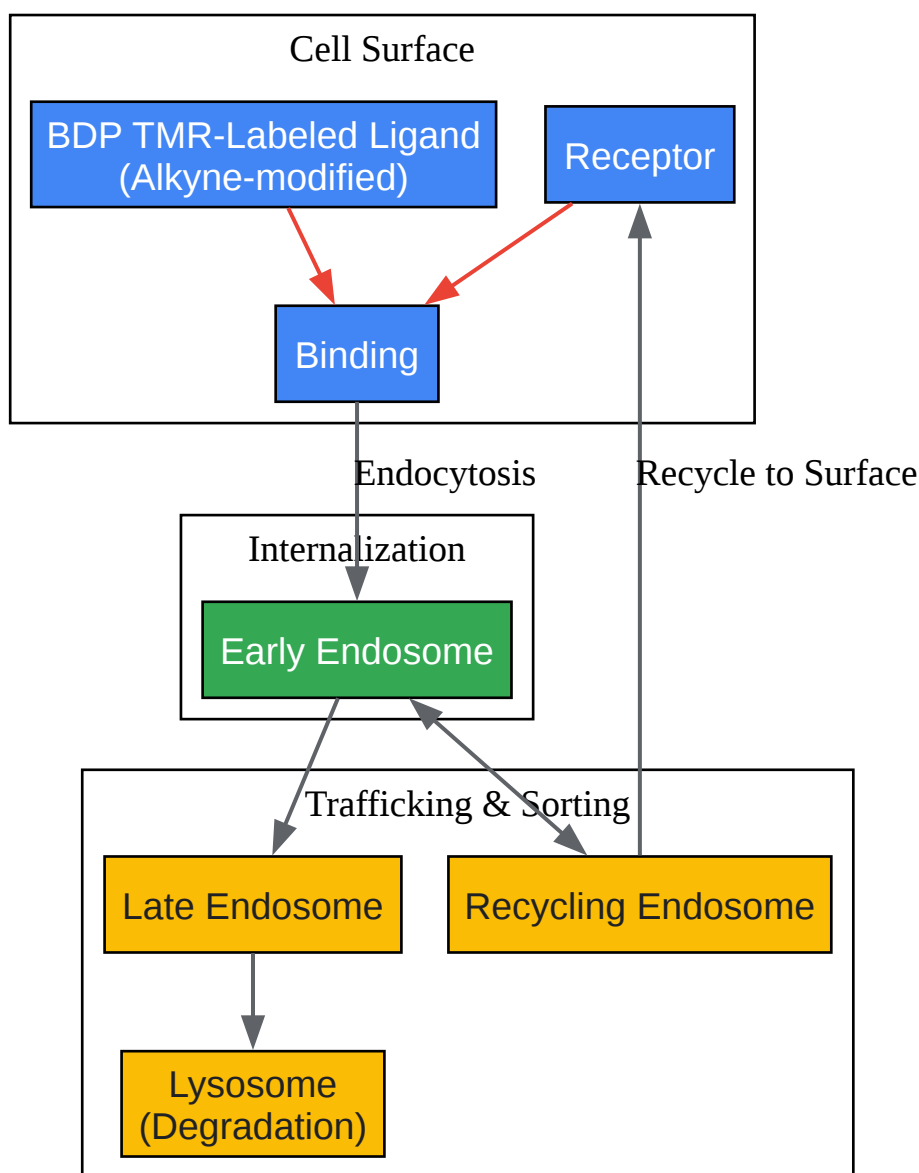 Cell Surface
BDP TMR-Labeled Ligand
(Alkyne-modified)
Receptor
Binding
Endocytosis
Recycle to Surface
Internalization
Early Endosome
Trafficking & Sorting
Late Endosome
Recycling Endosome
Lysosome
(Degradation)